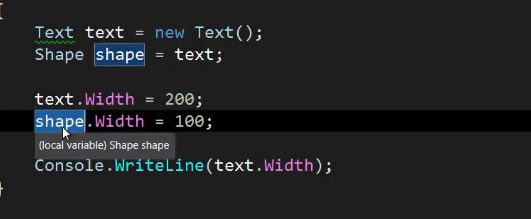 {
Text text = new Text();
Shape shape = text;
text.Width = 200;
shape.Width = 100;
(local variable) Shape shape
Console.WriteLine(text.Width);
}